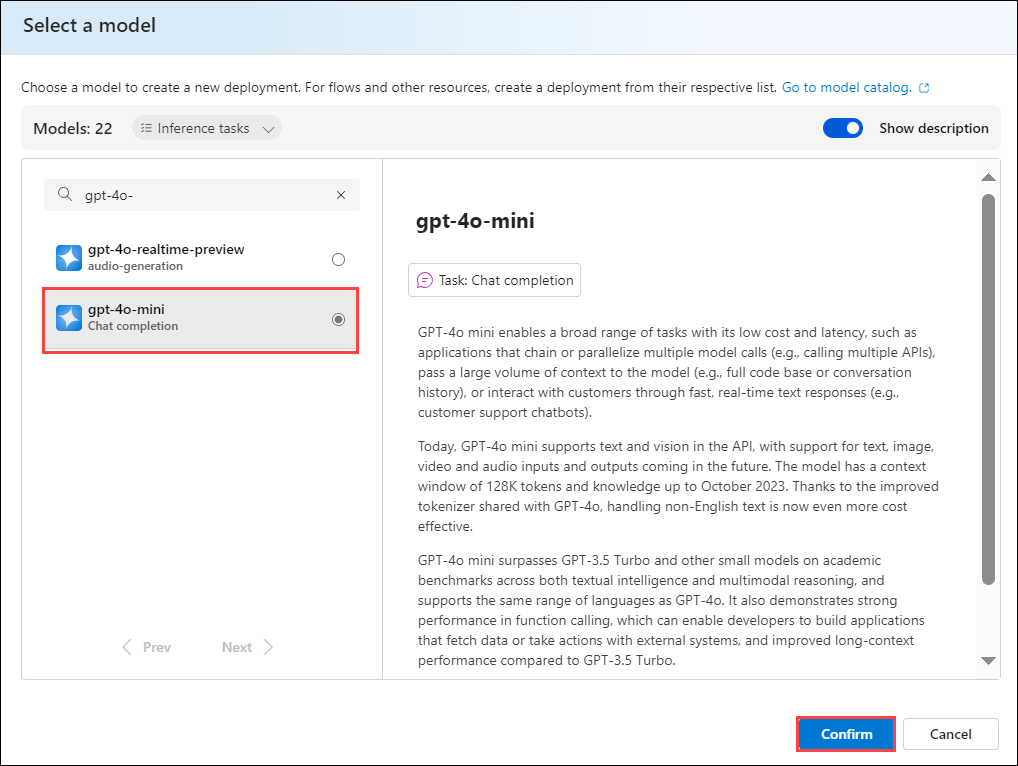 Select a model
Choose a model to create a new deployment. For flows and other resources, create a deployment from their respective list. Go to model catalog.
Models: 22
Inference tasks
Show description
gpt-4o-
gpt-4o-realtime-preview
audio-generation
gpt-4o-mini
Chat completion
Prev
Next
gpt-4o-mini
Task: Chat completion
GPT-4o mini enables a broad range of tasks with its low cost and latency, such as
applications that chain or parallelize multiple model calls (e.g., calling multiple APIs),
pass a large volume of context to the model (e.g., full code base or conversation
history), or interact with customers through fast, real-time text responses (e.g.,
customer support chatbots).
Today, GPT-4o mini supports text and vision in the API, with support for text, image,
video and audio inputs and outputs coming in the future. The model has a context
window of 128K tokens and knowledge up to October 2023. Thanks to the improved
tokenizer shared with GPT-4o, handling non-English text is now even more cost
effective.
GPT-4o mini surpasses GPT-3.5 Turbo and other small models on academic
benchmarks across both textual intelligence and multimodal reasoning, and
supports the same range of languages as GPT-4o. It also demonstrates strong
performance in function calling, which can enable developers to build applications
that fetch data or take actions with external systems, and improved long-context
performance compared to GPT-3.5 Turbo.
Confirm
Cancel